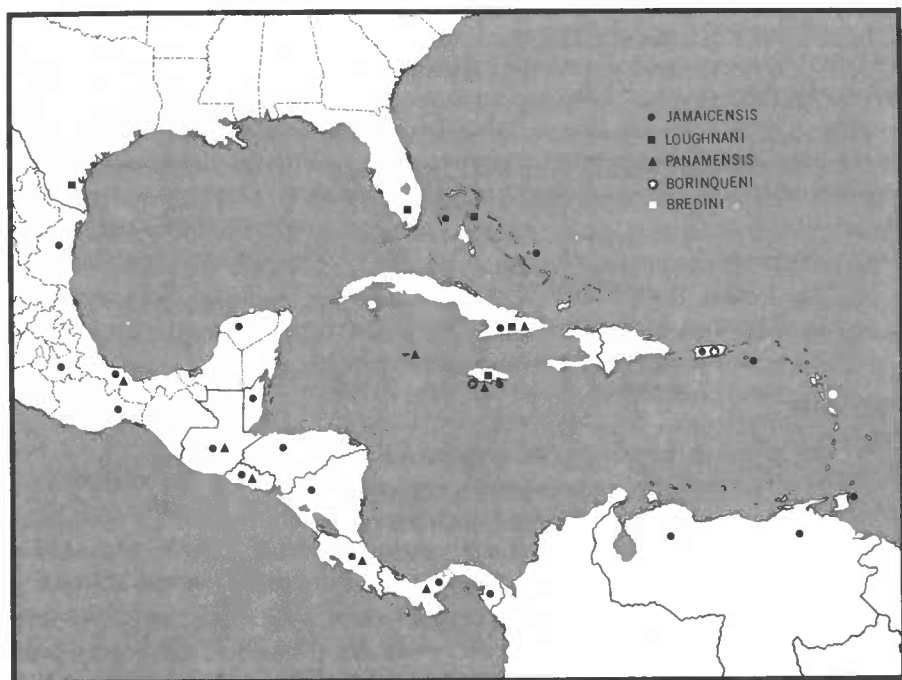 JAMAICENSIS
LOUGHNANI
PANAMENSIS
BORINQUENI
BREDINI